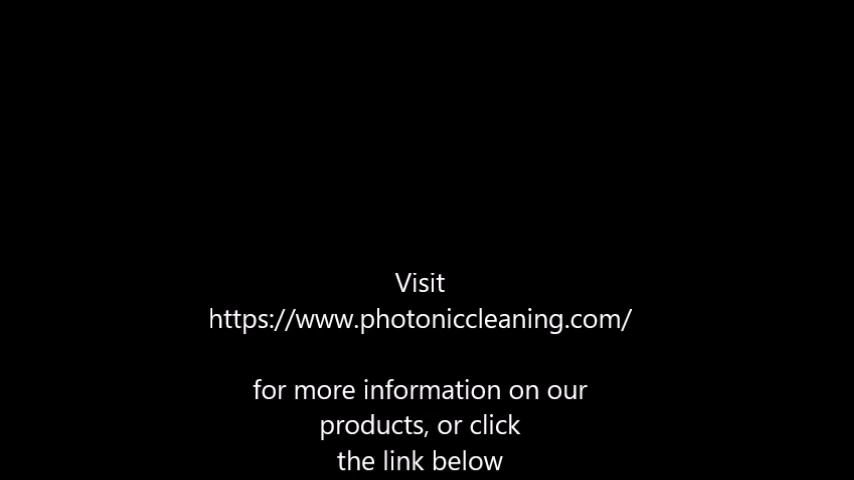 Visit
https://www.photoniccleaning.com/
for more information on our
products, or click
the link below